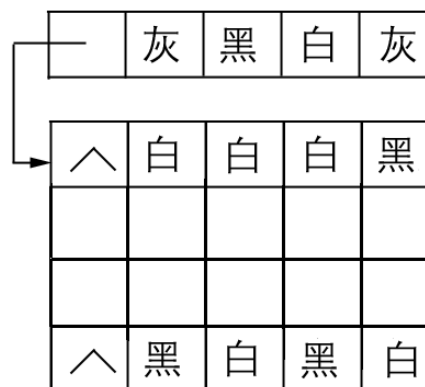 灰 黑 白 灰
∧ 白 白 白 黑
∧ 黑 白 黑 白